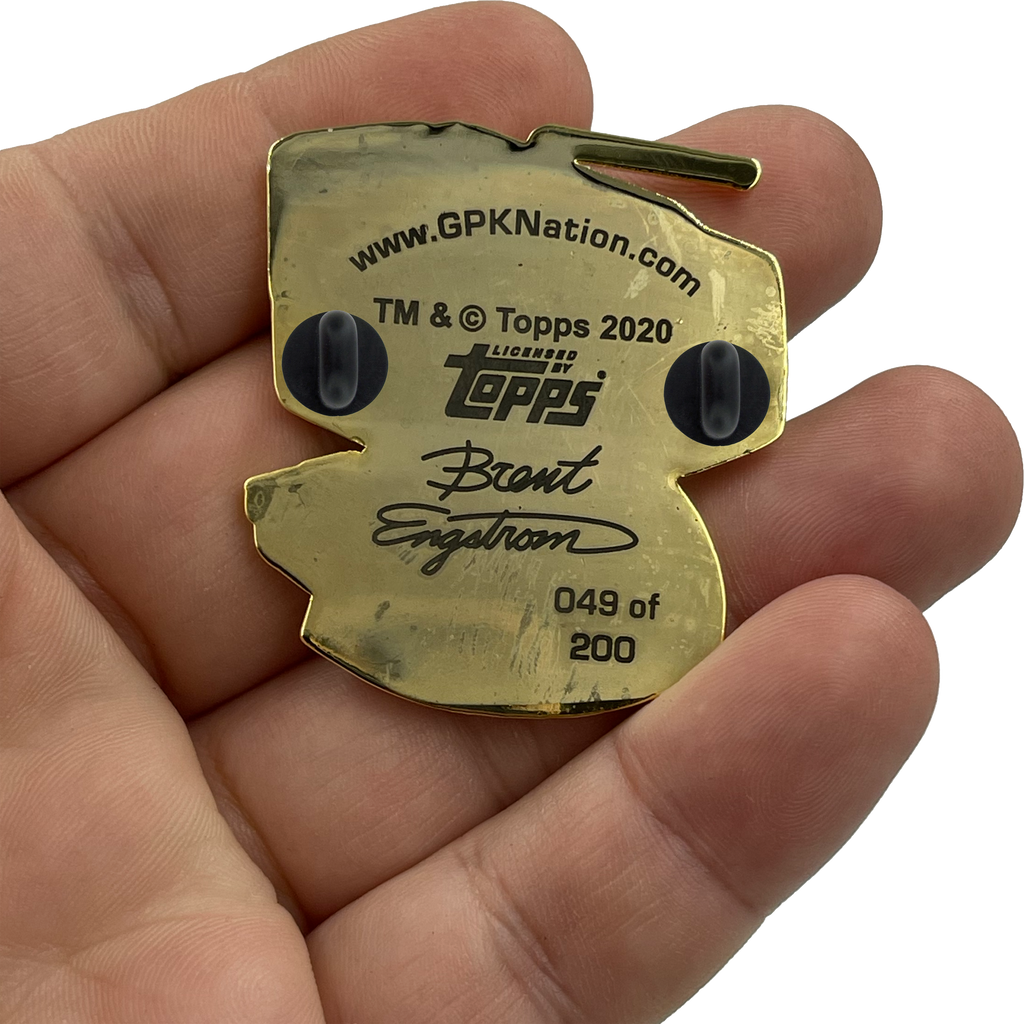 www.GPKNation.com
TM & © Topps 2020
LICENSED
BY
Topps
Brent
Engstrom
049 of
200